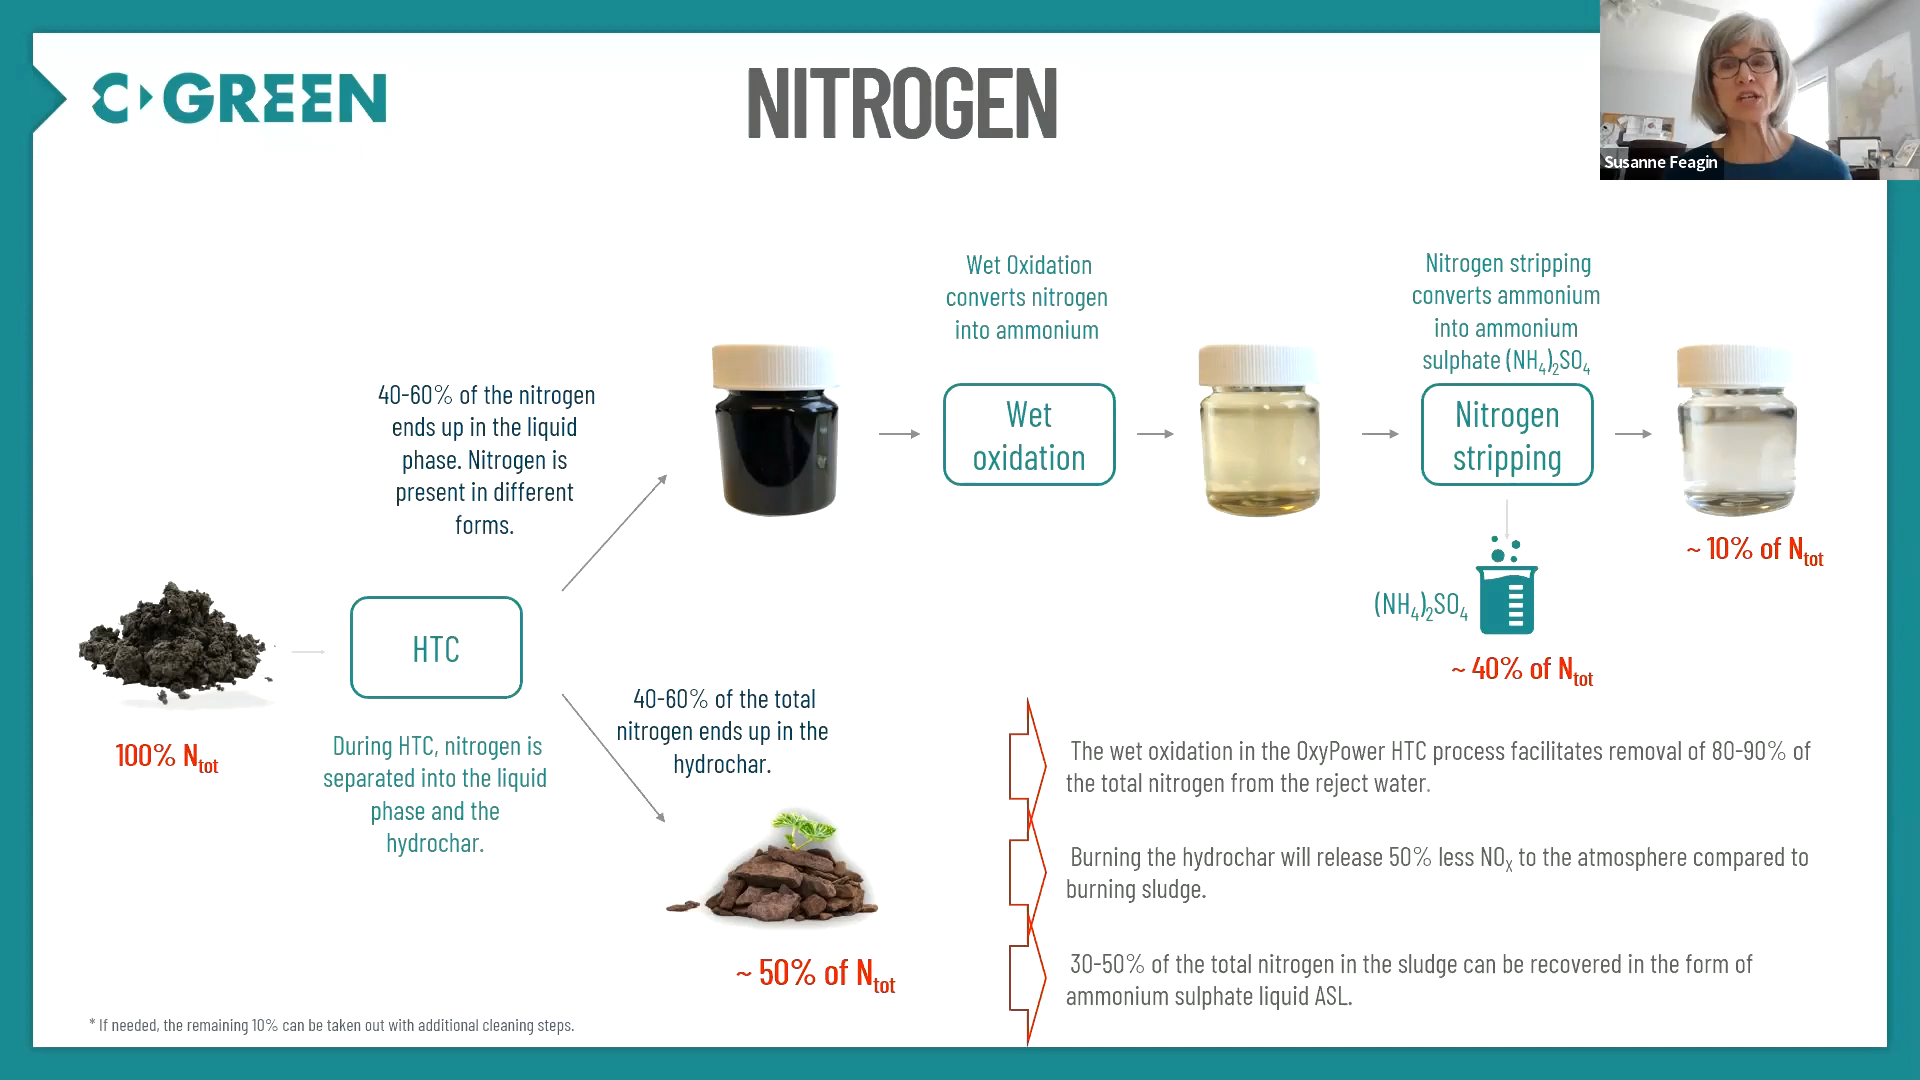 C GREEN
NITROGEN
Susanne Feagin
Wet Oxidation
converts nitrogen
into ammonium
Nitrogen stripping
converts ammonium
into ammonium
sulphate (NH4)2SO4
40-60% of the nitrogen
ends up in the liquid
phase. Nitrogen is
present in different
forms.
Wet
oxidation
Nitrogen
stripping
~ 10% of Ntot
(NH4)2SO4
~ 40% of Ntot
HTC
100% Ntot
During HTC, nitrogen is
separated into the liquid
phase and the
hydrochar.
40-60% of the total
nitrogen ends up in the
hydrochar.
~ 50% of Ntot
The wet oxidation in the OxyPower HTC process facilitates removal of 80-90% of
the total nitrogen from the reject water.
Burning the hydrochar will release 50% less NOX to the atmosphere compared to
burning sludge.
30-50% of the total nitrogen in the sludge can be recovered in the form of
ammonium sulphate liquid ASL.
* If needed, the remaining 10% can be taken out with additional cleaning steps.